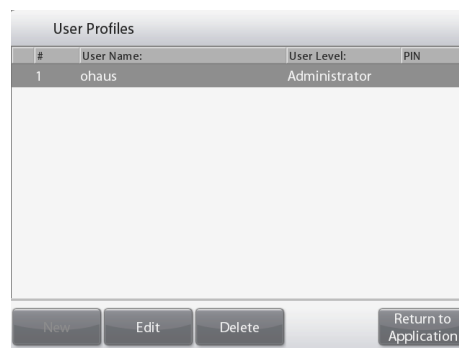 User Profiles
# User Name: User Level: PIN
1 ohaus Administrator
New Edit Delete Return to
Application